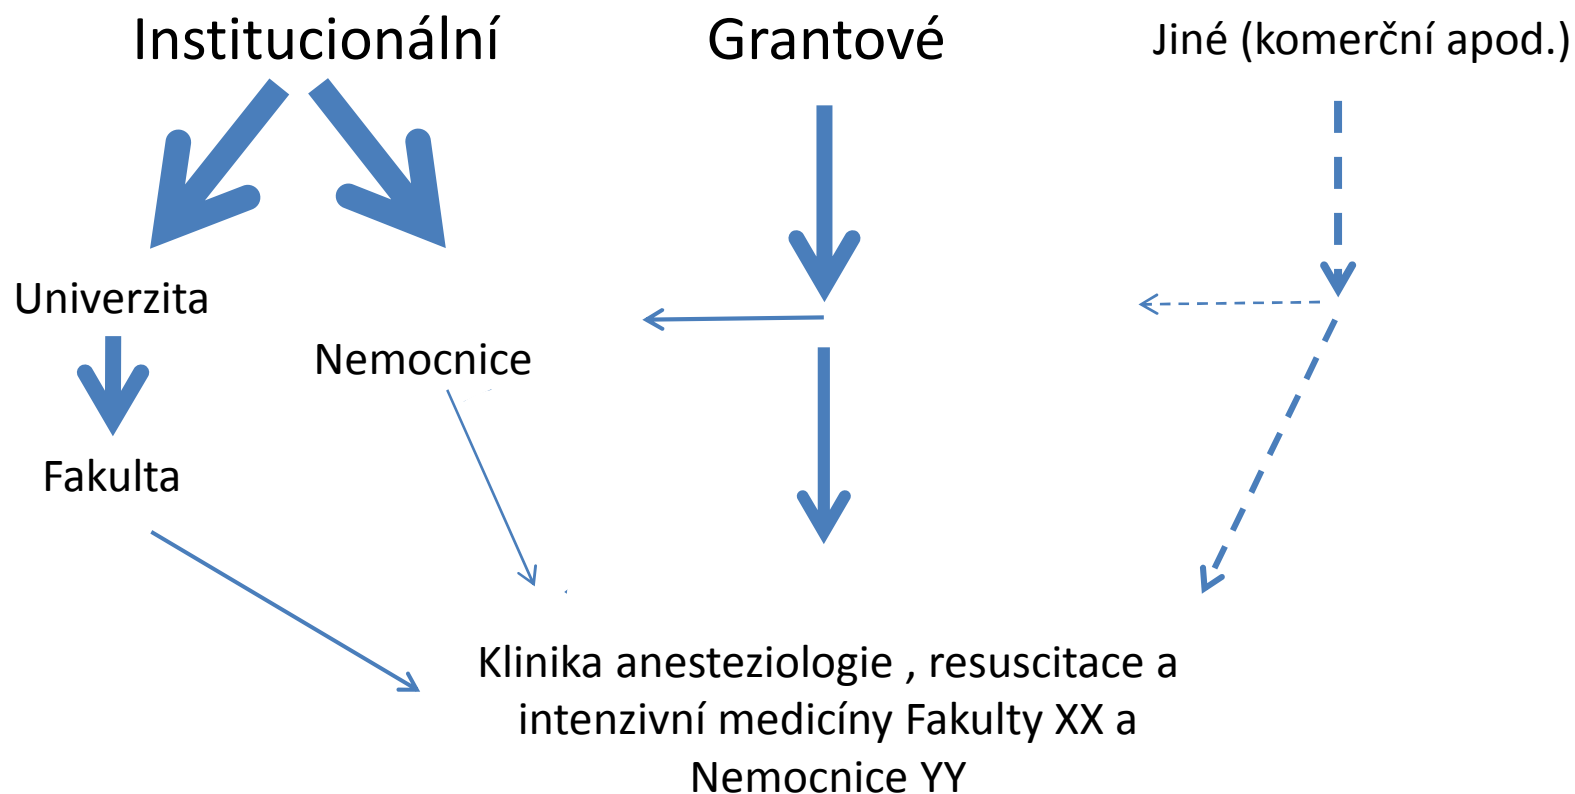 Institucionální
Grantové
Jiné (komerční apod.)
Univerzita
Nemocnice
Fakulta
Klinika anesteziologie , resuscitace a
intenzivní medicíny Fakulty XX a
Nemocnice YY